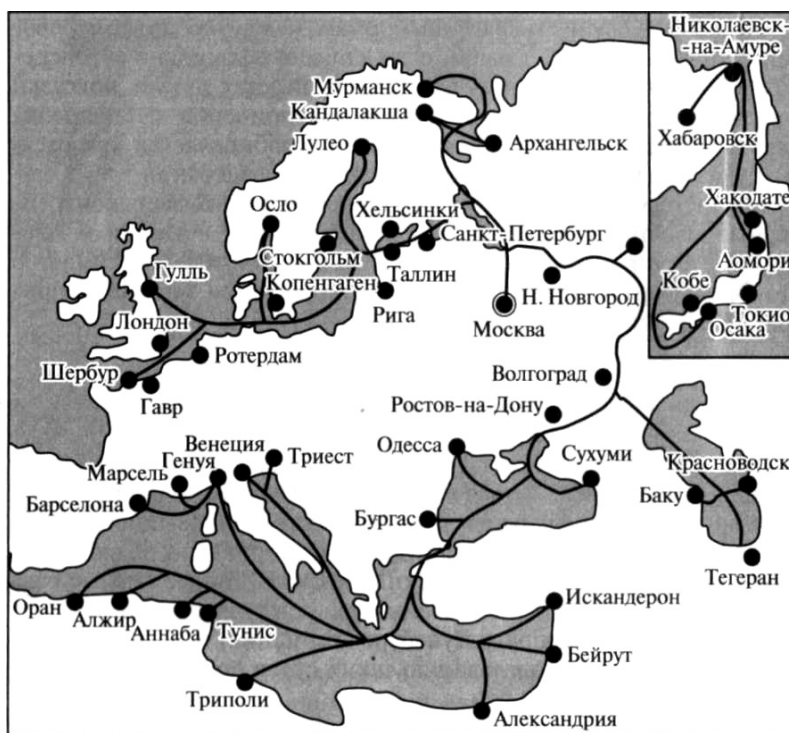 Николаевск-
-на-Амуре
Мурманск
Кандалакша
Хабаровск
Лулео
Архангельск
Осло
Хельсинки
Хакодате
Санкт-Петербург
Стокгольм
Гулль
Таллин
Аомори
Копенгаген
Н. Новгород
Кобе
Рига
Токио
Лондон
Москва
Осака
Ротердам
Шербур
Волгоград
Гавр
Ростов-на-Дону
Венеция
Триест
Одесса
Сухуми
Генуя
Марсель
Красноводск
Барселона
Баку
Бургас
Тегеран
Искандерон
Оран
Алжир
Аннаба
Тунис
Бейрут
Триполи
Александрия